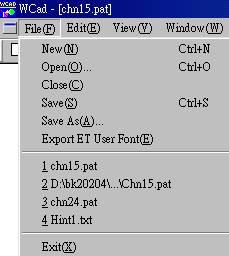 WCad - [chn15.pat]
File(F) Edit(E) View(V) Window(W)
New(N) Ctrl+N
Open(O)... Ctrl+O
Close(C)
Save(S) Ctrl+S
Save As(A)...
Export ET User Font(E)
1 chn15.pat
2 D:\bk20204\...\Chn15.pat
3 chn24.pat
4 Hint1.txt
Exit(X)